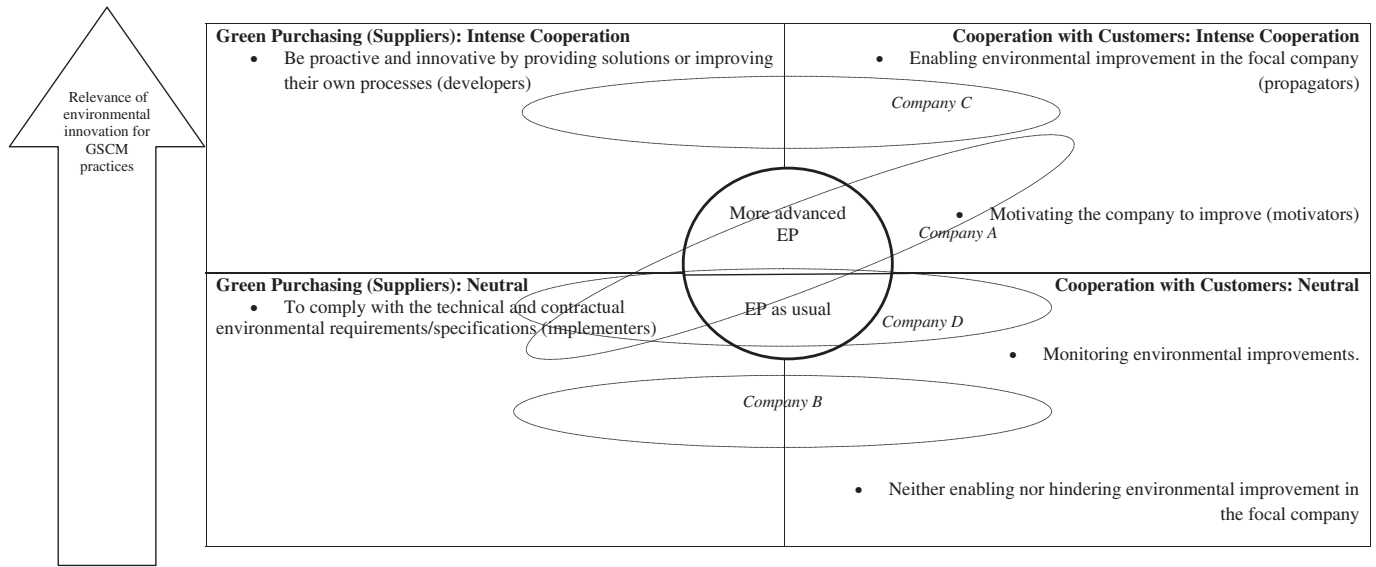 Relevance of
environmental
innovation for
GSCM
practices
Green Purchasing (Suppliers): Intense Cooperation
• Be proactive and innovative by providing solutions or improving
their own processes (developers)
Cooperation with Customers: Intense Cooperation
• Enabling environmental improvement in the focal company
(propagators)
Company C
More advanced
EP
• Motivating the company to improve (motivators)
Company A
Green Purchasing (Suppliers): Neutral
• To comply with the technical and contractual
environmental requirements/specifications (implementers)
EP as usual
Cooperation with Customers: Neutral
Company D
• Monitoring environmental improvements.
Company B
• Neither enabling nor hindering environmental improvement in
the focal company